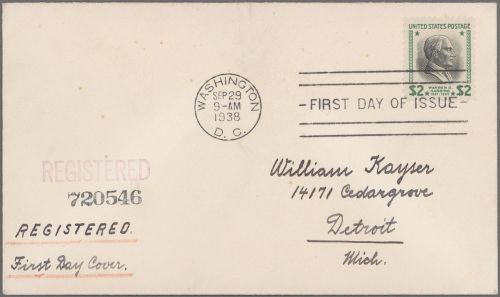 UNITED STATES POSTAGE
WARREN G.
HARDING
$2 $2
WASHINGTON
SEP 29
9-AM
1938
D. C.
FIRST DAY OF ISSUE
REGISTERED
720546
REGISTERED.
First Day Cover.
William Kayser
14171 Cedargrove
Detroit
Mich.